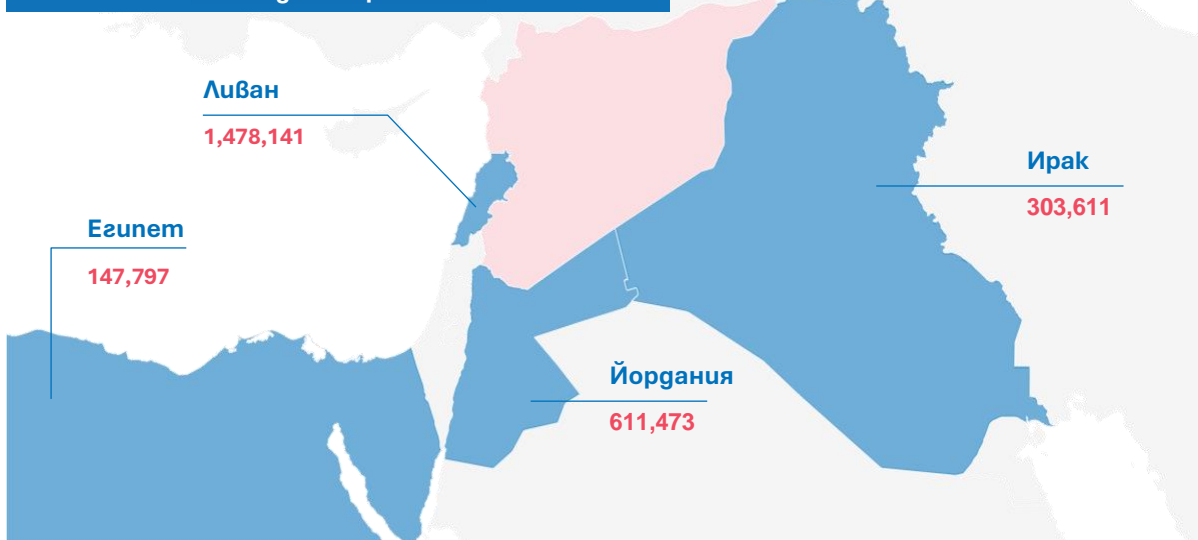 Ливан
1,478,141
Ирак
303,611
Египет
147,797
Йордания
611,473